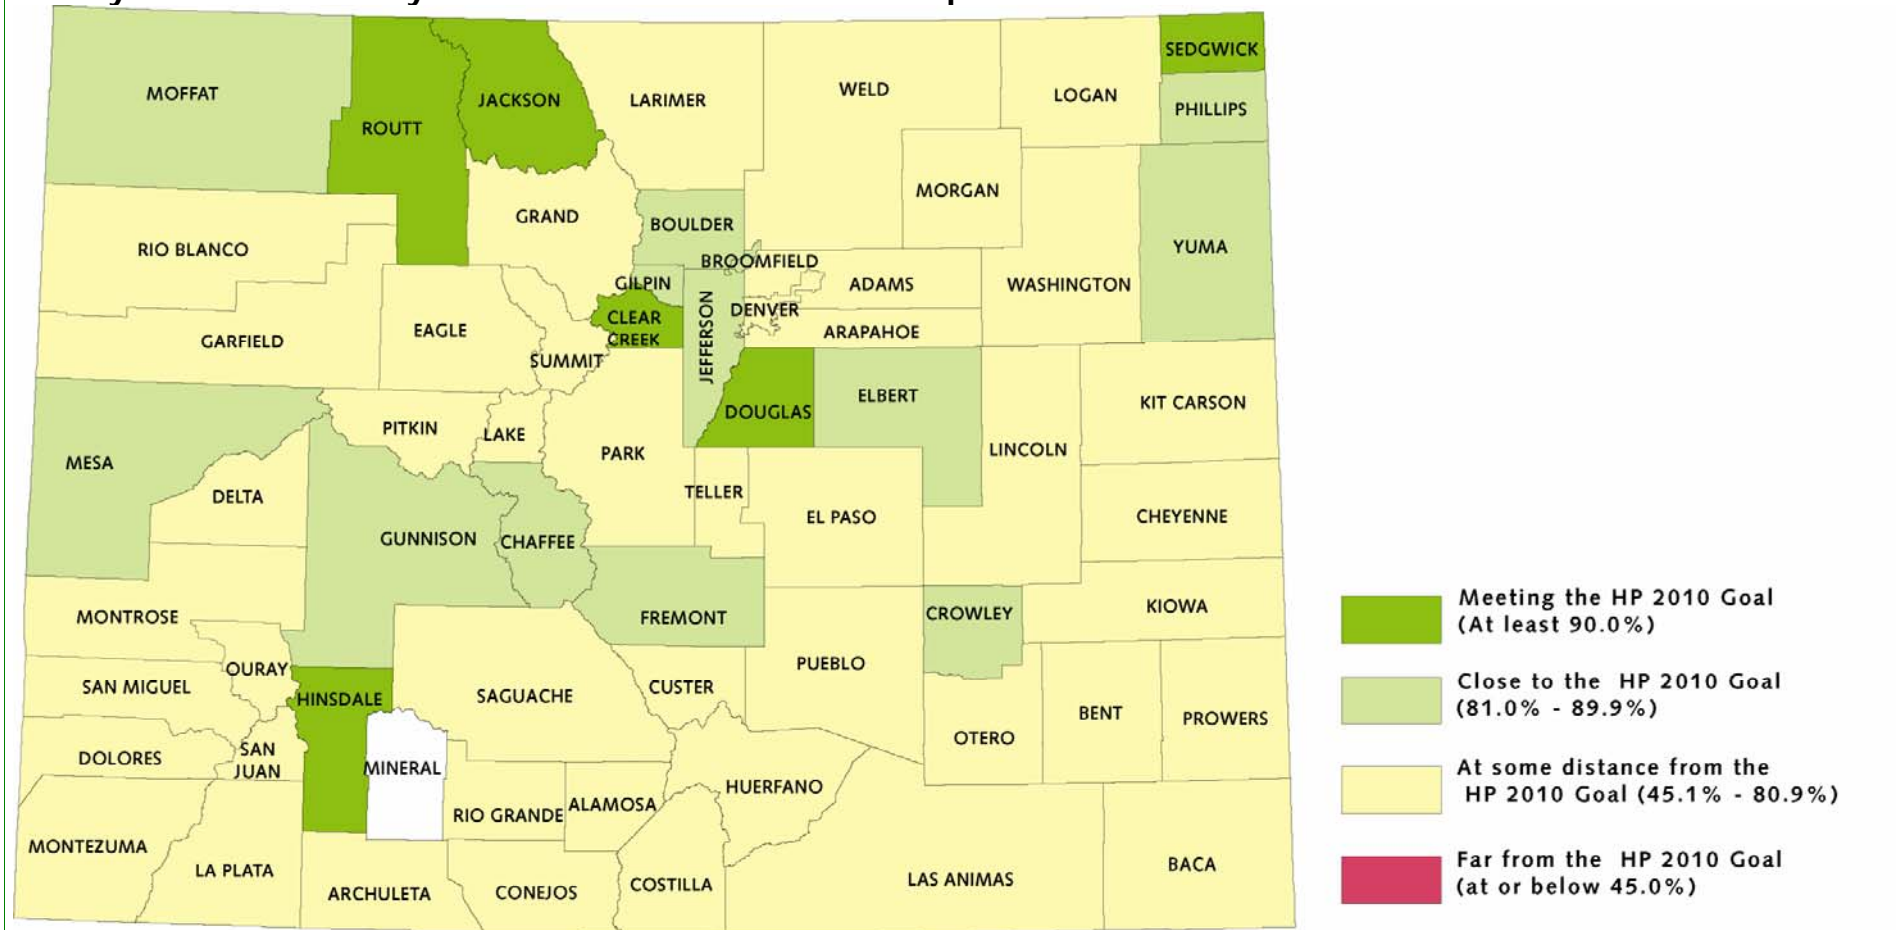 MOFFAT
ROUTT
JACKSON
LARIMER
WELD
LOGAN
SEDGWICK
PHILLIPS
MORGAN
YUMA
RIO BLANCO
GRAND
BOULDER
BROOMFIELD
GILPIN
ADAMS
WASHINGTON
DENVER
CLEAR
CREEK
JEFFERSON
ARAPAHOE
GARFIELD
EAGLE
SUMMIT
DOUGLAS
ELBERT
KIT CARSON
PITKIN
LAKE
PARK
LINCOLN
MESA
DELTA
TELLER
EL PASO
CHEYENNE
GUNNISON
CHAFFEE
MONTROSE
FREMONT
CROWLEY
KIOWA
OURAY
SAN MIGUEL
HINSDALE
SAGUACHE
CUSTER
PUEBLO
BENT
PROWERS
OTERO
DOLORES
SAN
JUAN
MINERAL
RIO GRANDE
ALAMOSA
HUERFANO
MONTEZUMA
LA PLATA
ARCHULETA
CONEJOS
COSTILLA
LAS ANIMAS
BACA
Meeting the HP 2010 Goal
(At least 90.0%)
Close to the HP 2010 Goal
(81.0% - 89.9%)
At some distance from the
HP 2010 Goal (45.1% - 80.9%)
Far from the HP 2010 Goal
(at or below 45.0%)